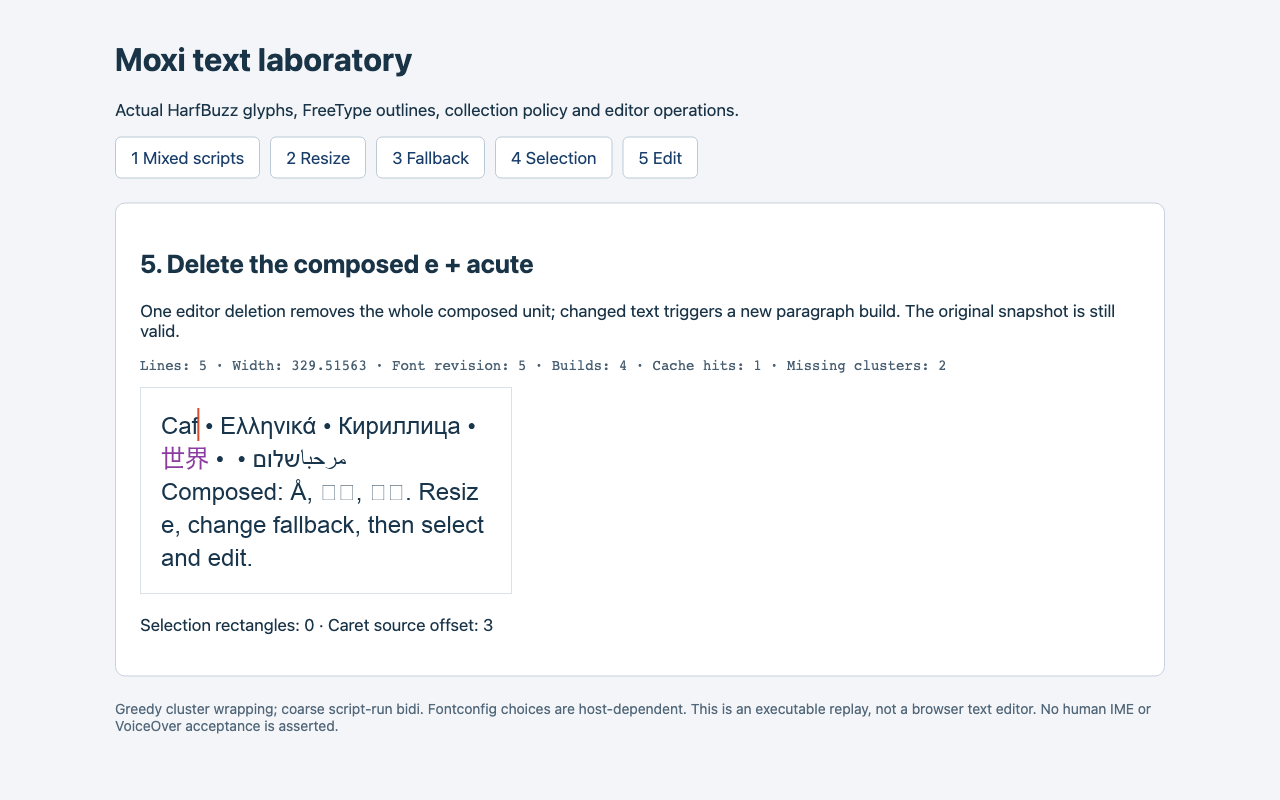 Moxi text laboratory
Actual HarfBuzz glyphs, FreeType outlines, collection policy and editor operations.
1 Mixed scripts
2 Resize
3 Fallback
4 Selection
5 Edit
5. Delete the composed e + acute
One editor deletion removes the whole composed unit; changed text triggers a new paragraph build. The original snapshot is still
valid.
Lines: 5 · Width: 329.51563 · Font revision: 5 · Builds: 4 · Cache hits: 1 · Missing clusters: 2
Caf • Ελληνικά • Кириллица •
世界 • שלום • مرحبا
Composed: Å, □□, □□. Resiz
e, change fallback, then select
and edit.
Selection rectangles: 0 · Caret source offset: 3
Greedy cluster wrapping; coarse script-run bidi. Fontconfig choices are host-dependent. This is an executable replay, not a browser text editor. No human IME or
VoiceOver acceptance is asserted.